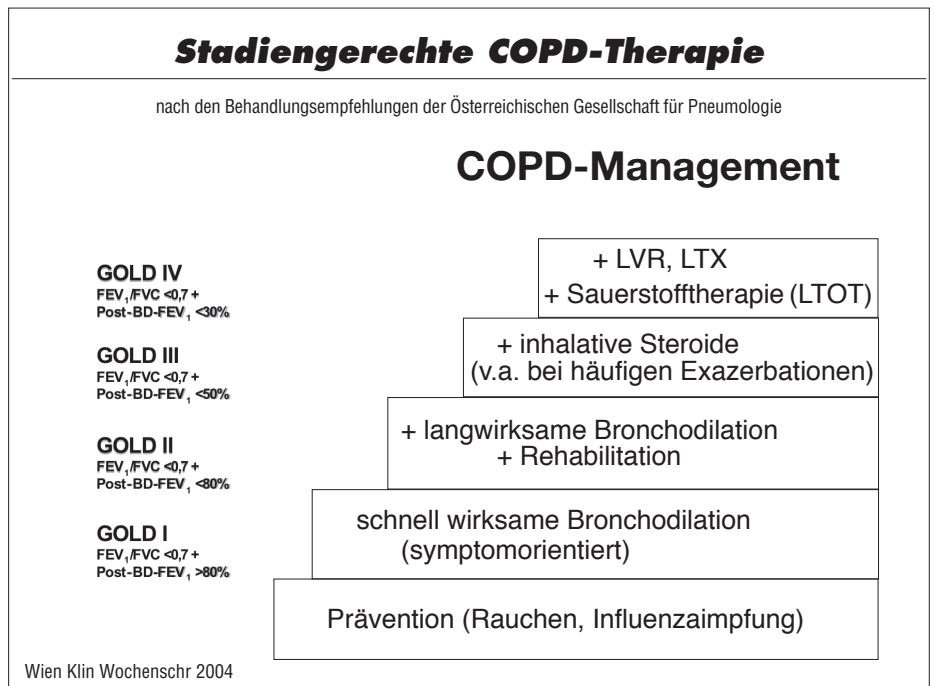 Stadiengerechte COPD-Therapie
nach den Behandlungsempfehlungen der Österreichischen Gesellschaft für Pneumologie
COPD-Management
GOLD IV
FEV₁/FVC <0,7 +
Post-BD-FEV₁ <30%
+ LVR, LTX
+ Sauerstofftherapie (LTOT)
GOLD III
FEV₁/FVC <0,7 +
Post-BD-FEV₁ <50%
+ inhalative Steroide
(v.a. bei häufigen Exazerbationen)
GOLD II
FEV₁/FVC <0,7 +
Post-BD-FEV₁ <80%
+ langwirksame Bronchodilation
+ Rehabilitation
GOLD I
FEV₁/FVC <0,7 +
Post-BD-FEV₁ >80%
schnell wirksame Bronchodilation
(symptomorientiert)
Prävention (Rauchen, Influenzaimpfung)
Wien Klin Wochenschr 2004